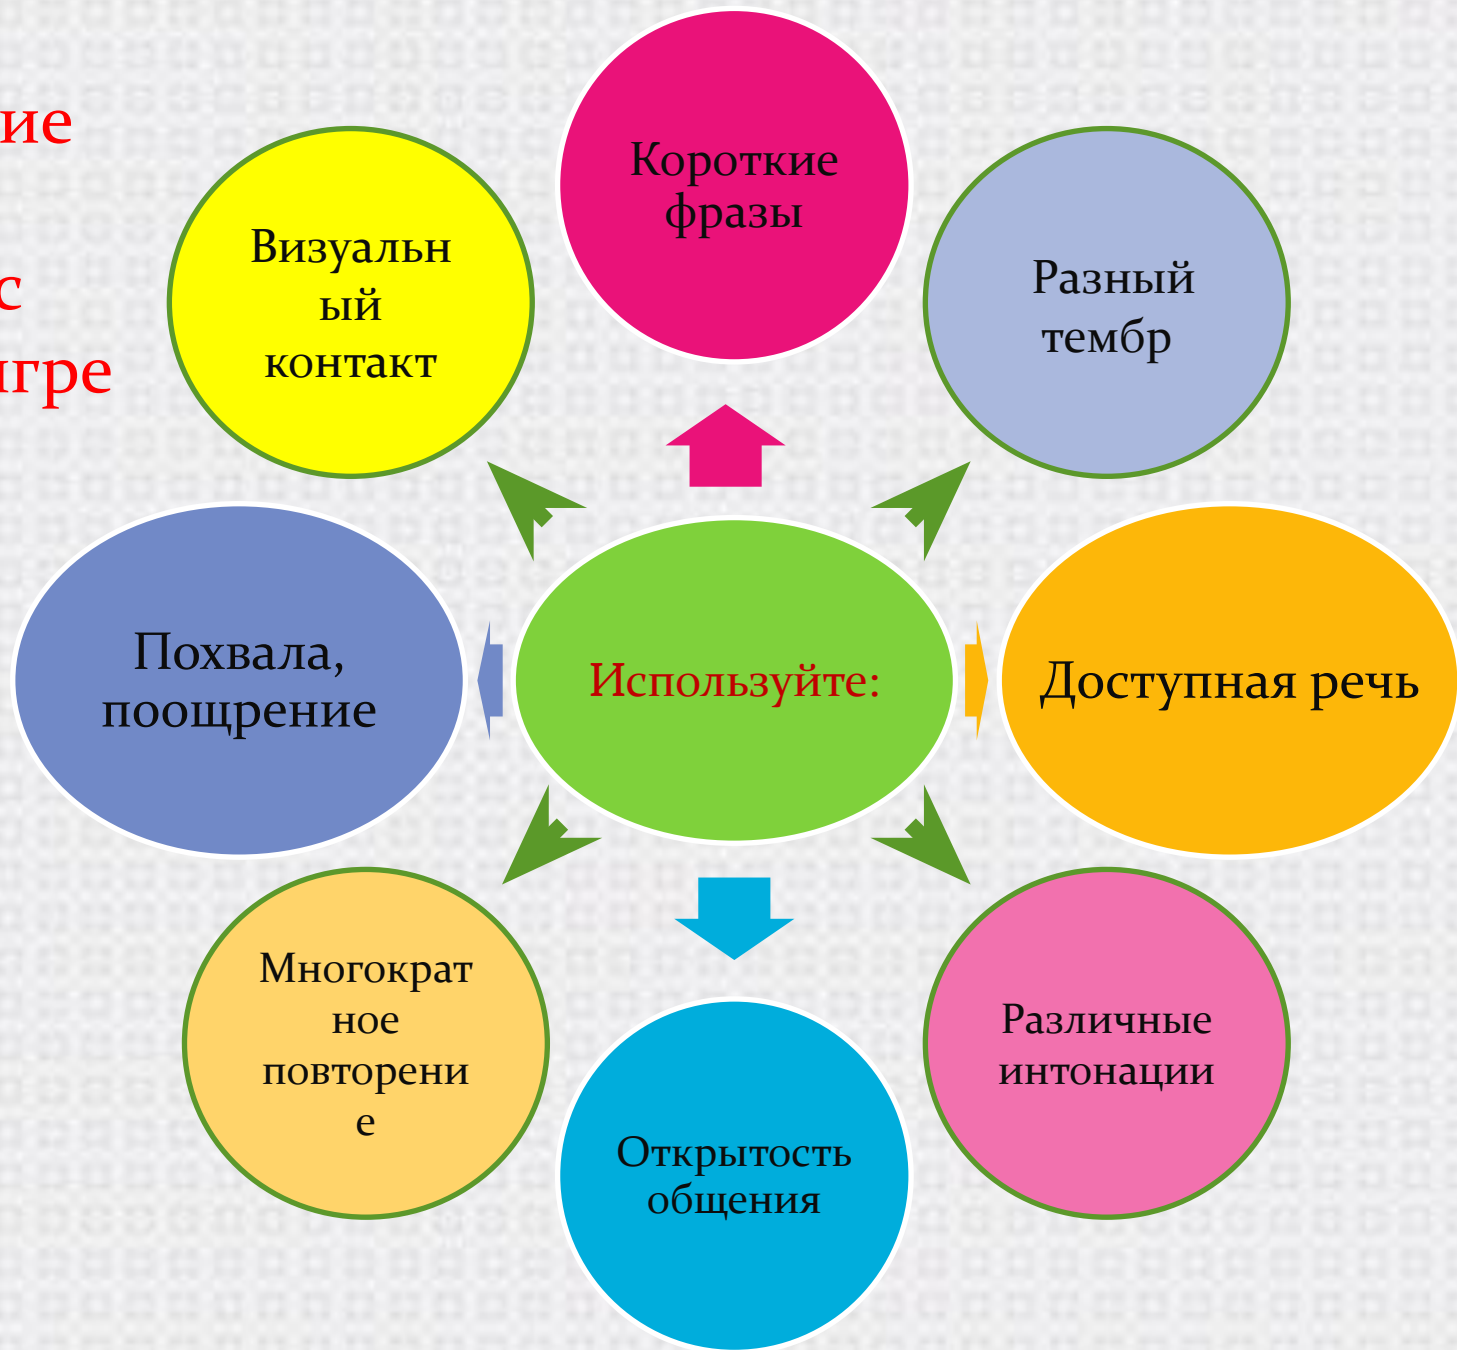 ие
с
игре
Короткие
фразы
Визуальн
ый
контакт
Разный
тембр
Похвала,
поощрение
Используйте:
Доступная речь
Многократ
ное
повторени
е
Различные
интонации
Открытость
общения